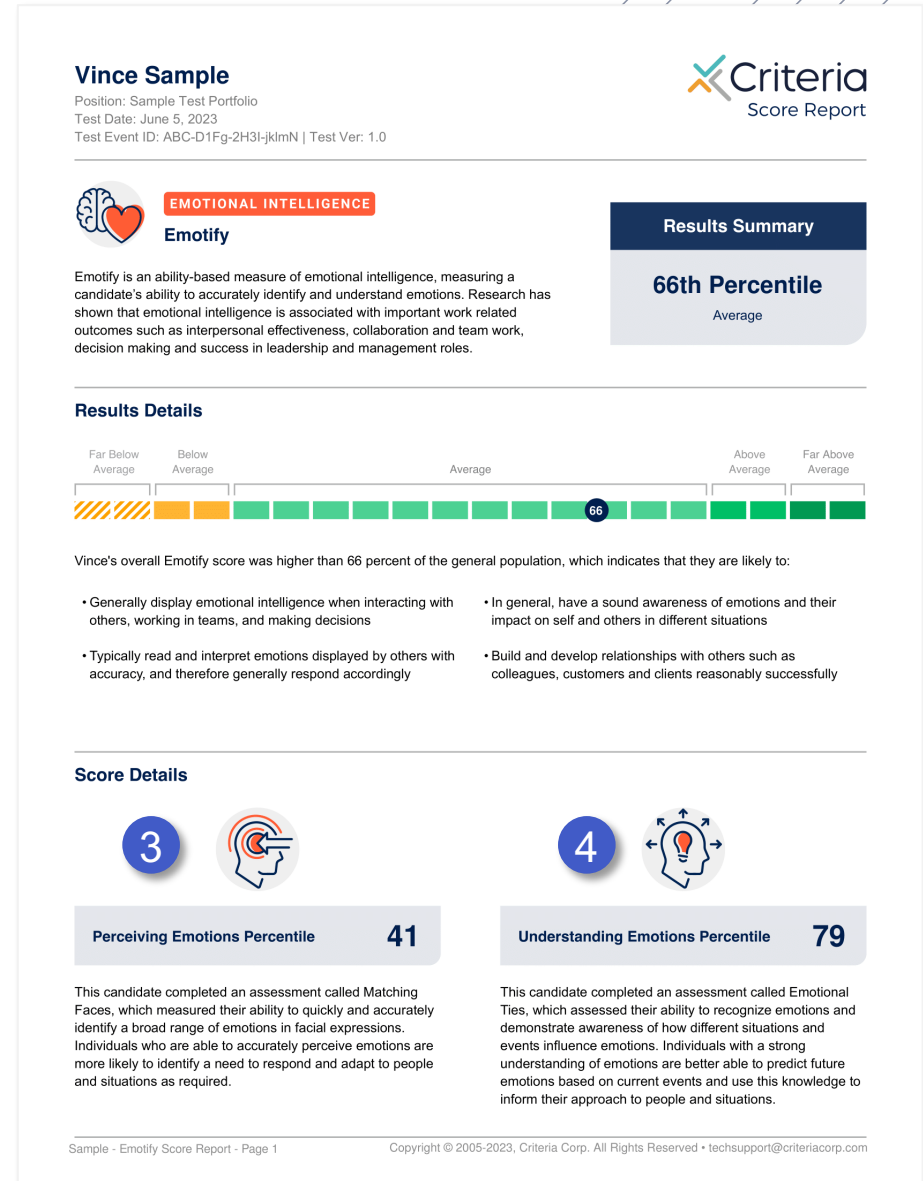 Vince Sample
Position: Sample Test Portfolio
Test Date: June 5, 2023
Test Event ID: ABC-D1Fg-2H3I-jklmN | Test Ver: 1.0
Criteria
Score Report
EMOTIONAL INTELLIGENCE
Emotify
Emotify is an ability-based measure of emotional intelligence, measuring a
candidate's ability to accurately identify and understand emotions. Research has
shown that emotional intelligence is associated with important work related
outcomes such as interpersonal effectiveness, collaboration and team work,
decision making and success in leadership and management roles.
Results Summary
66th Percentile
Average
Results Details
Far Below
Average
Below
Average
Average
Above
Average
Far Above
Average
66
Vince's overall Emotify score was higher than 66 percent of the general population, which indicates that they are likely to:
• Generally display emotional intelligence when interacting with
others, working in teams, and making decisions
• Typically read and interpret emotions displayed by others with
accuracy, and therefore generally respond accordingly
• In general, have a sound awareness of emotions and their
impact on self and others in different situations
• Build and develop relationships with others such as
colleagues, customers and clients reasonably successfully
Score Details
3
Perceiving Emotions Percentile 41
This candidate completed an assessment called Matching
Faces, which measured their ability to quickly and accurately
identify a broad range of emotions in facial expressions.
Individuals who are able to accurately perceive emotions are
more likely to identify a need to respond and adapt to people
and situations as required.
4
Understanding Emotions Percentile 79
This candidate completed an assessment called Emotional
Ties, which assessed their ability to recognize emotions and
demonstrate awareness of how different situations and
events influence emotions. Individuals with a strong
understanding of emotions are better able to predict future
emotions based on current events and use this knowledge to
inform their approach to people and situations.
Sample - Emotify Score Report - Page 1
Copyright © 2005-2023, Criteria Corp. All Rights Reserved • techsupport@criteriacorp.com